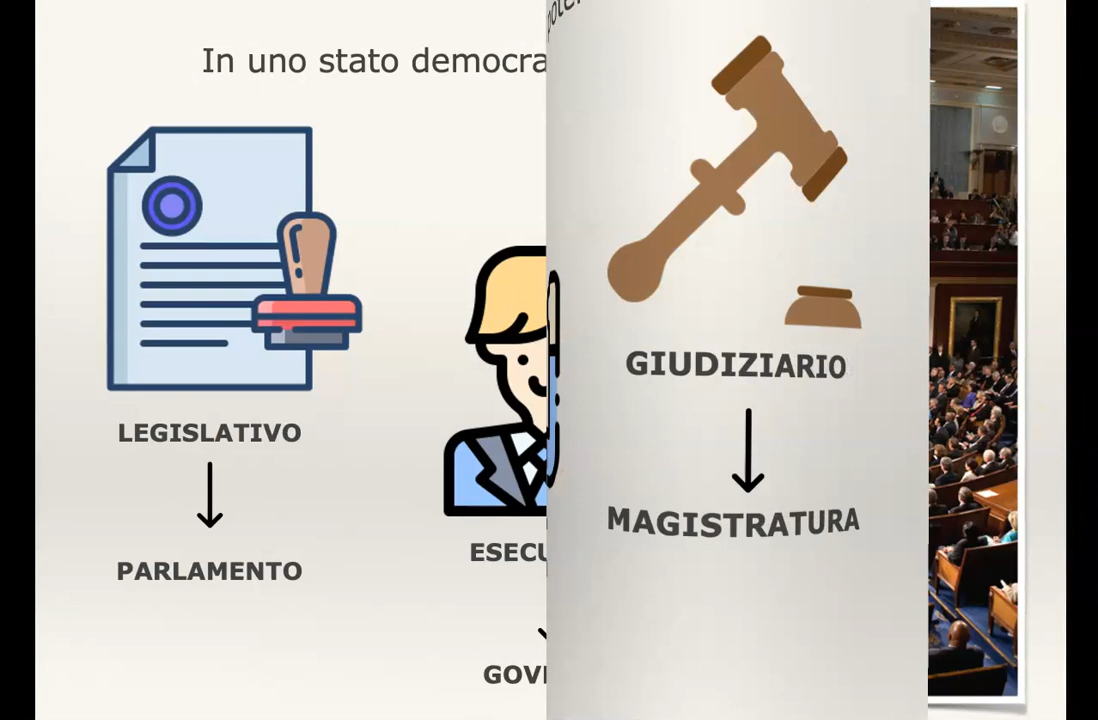 In uno stato democra
GIUDIZIARIO
LEGISLATIVO
MAGISTRATURA
ESECU
PARLAMENTO
GOV